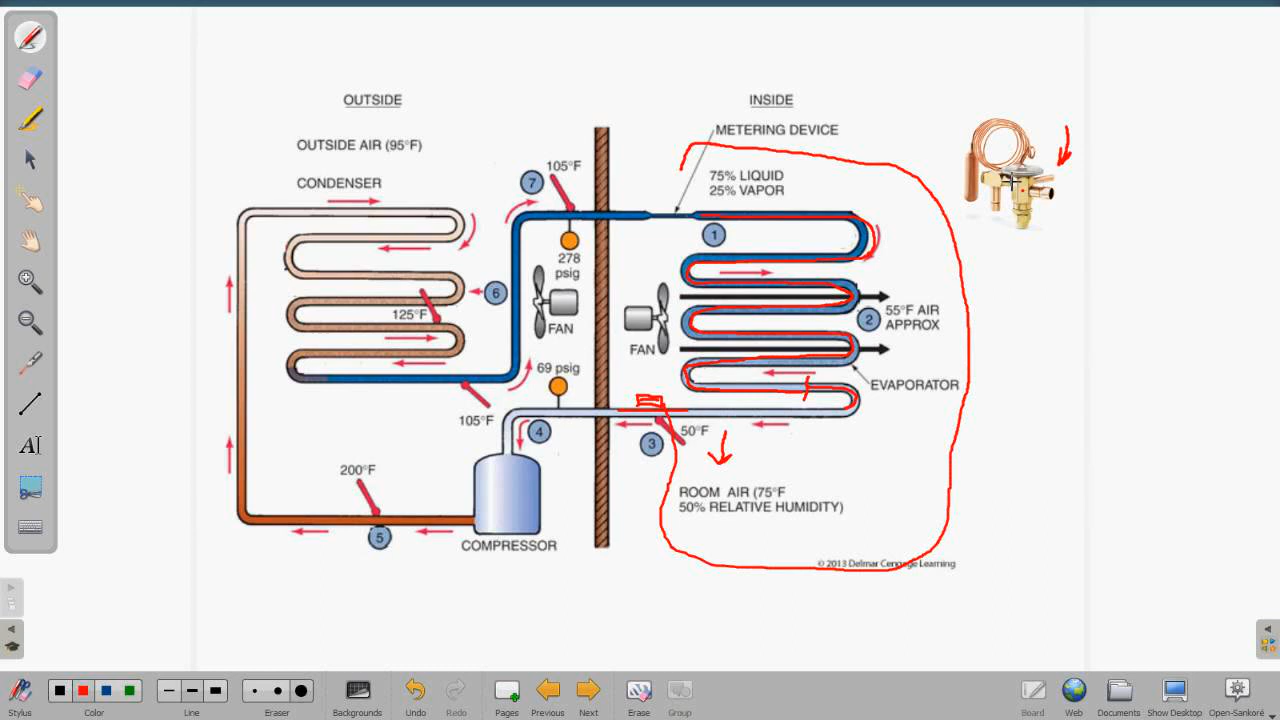 OUTSIDE
INSIDE
METERING DEVICE
OUTSIDE AIR (95°F)
CONDENSER
105°F
7
75% LIQUID
25% VAPOR
1
278
psig
6
125°F
FAN
FAN
2
55°F AIR
APPROX
69 psig
EVAPORATOR
105°F
4
3
50°F
200°F
ROOM AIR (75°F
50% RELATIVE HUMIDITY)
5
COMPRESSOR
© 2013 Delmar Cengage Learning
A
Stylus
Color
Line
Eraser
Backgrounds
Undo
Redo
Pages
Previous
Next
Erase
Group
Board
Web
Documents
Show Desktop
Open-Sankoré